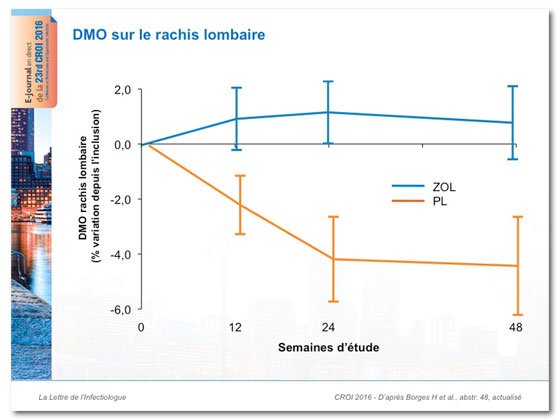 DMO sur le rachis lombaire
E-journal en direct
de la 23rd CROI 2016
DMO rachis lombaire
(% variation depuis l'inclusion)
2,0
0,0
-2,0
-4,0
-6,0
ZOL
PL
0
12
24
48
Semaines d'étude
La Lettre de l'Infectiologue
CROI 2016 - D'après Borges H et al., abstr. 48, actualisé